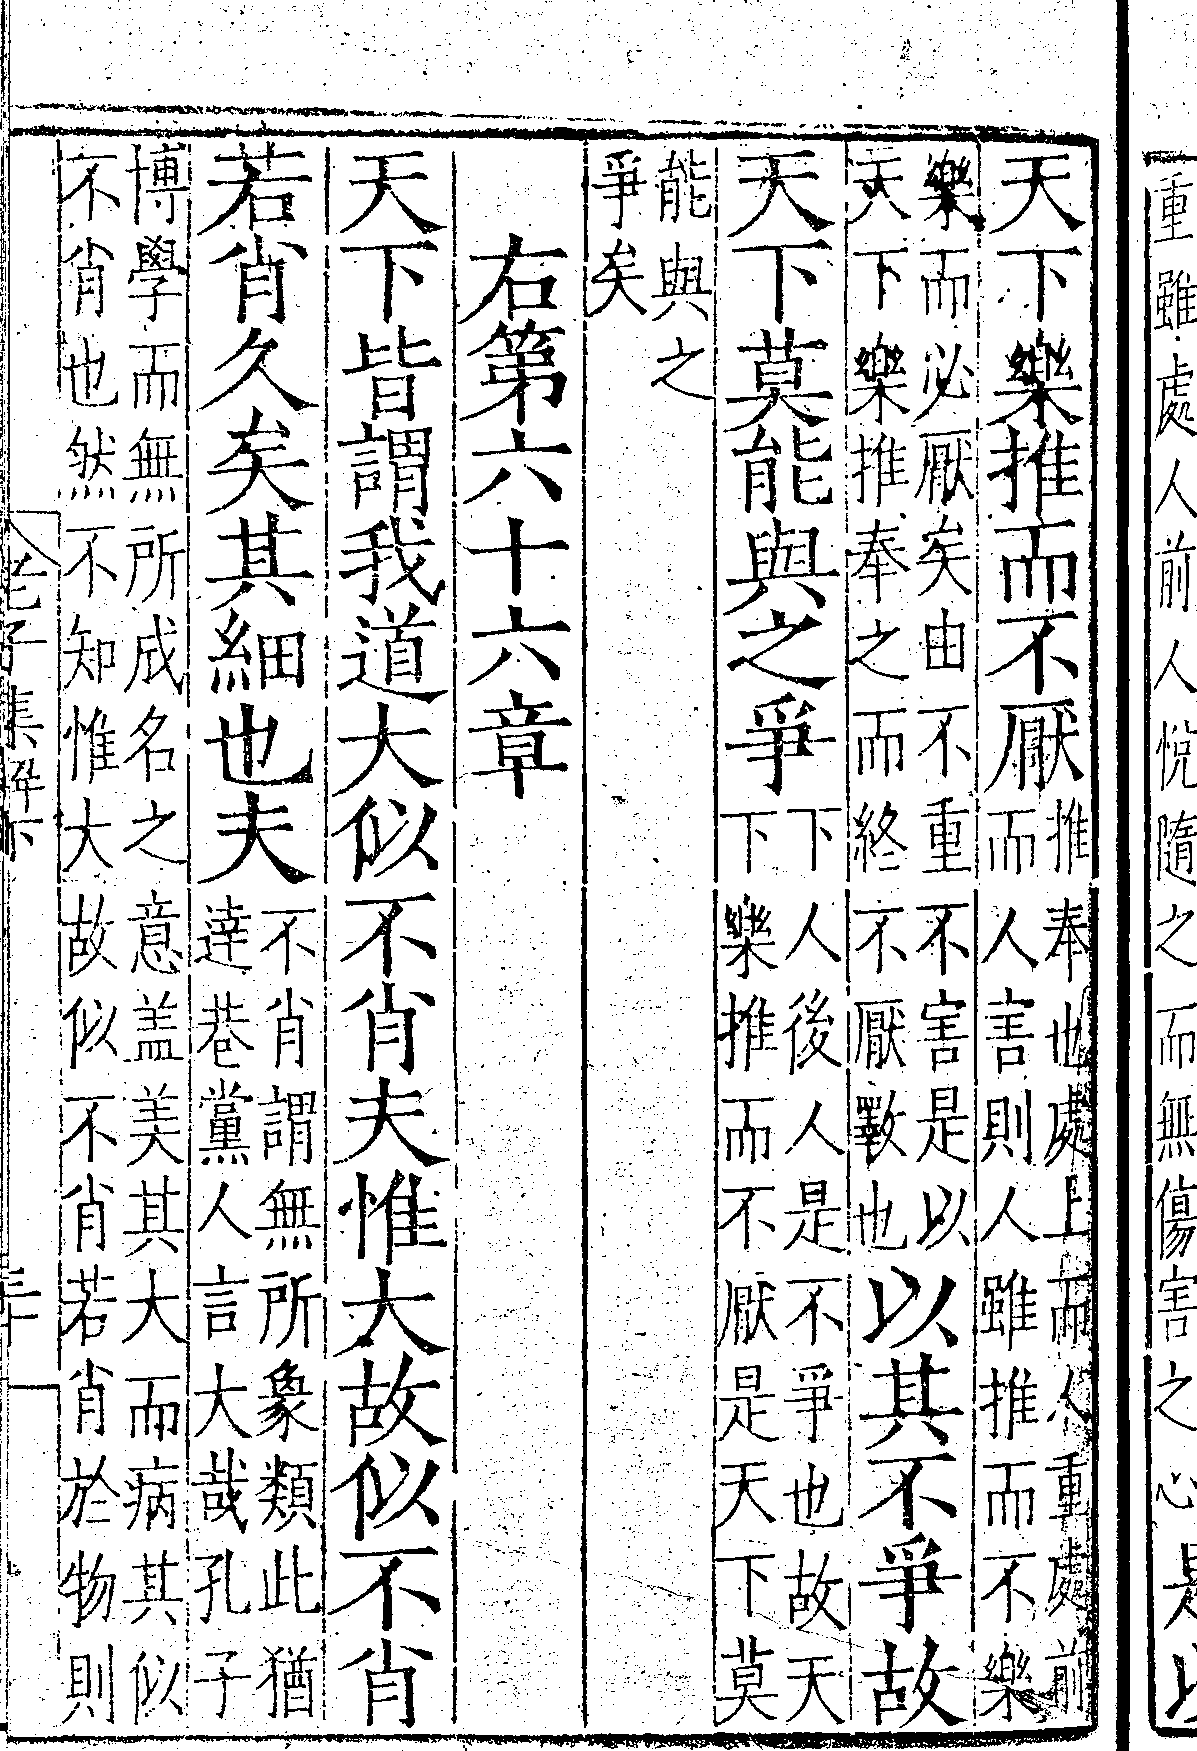 重雖處人前人悅隨之而無傷害之心是以
天下樂推而不厭推奉也處上而人重處前
而人害則人雖推而不樂
樂而必厭矣由不重不害是以
天下樂推奉之而終不厭斁也以其不爭故
天下莫能與之爭下人後人是不爭也故天
下樂推而不厭是天下莫
能與之
爭矣
右第六十六章
天下皆謂我道大似不肖夫惟大故似不肖
若肖久矣其細也夫不肖謂無所象類此猶
達巷黨人言大哉孔子
博學而無所成名之意盖美其大而病其似
不肖也然不知惟大故似不肖若肖於物則
老子集解下